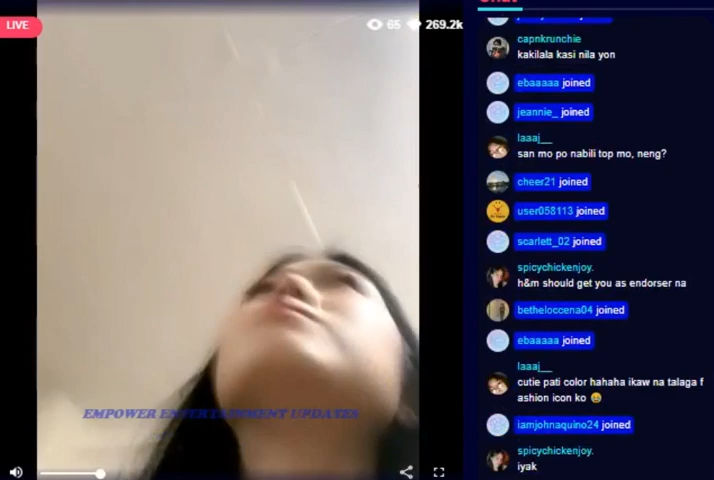 LIVE
65
269.2k
Chat
capnkrunchie
kakilala kasi nila yon
ebaaaaa joined
jeannie_ joined
laaaj__
san mo po nabili top mo, neng?
cheer21 joined
user058113 joined
scarlett_02 joined
spicychickenjoy.
h&m should get you as endorser na
betheloccena04 joined
ebaaaaa joined
laaaj__
cutie pati color hahaha ikaw na talaga f
ashion icon ko 😭
iamjohnaquino24 joined
spicychickenjoy.
iyak
EMPOWER ENTERTAINMENT UPDATES